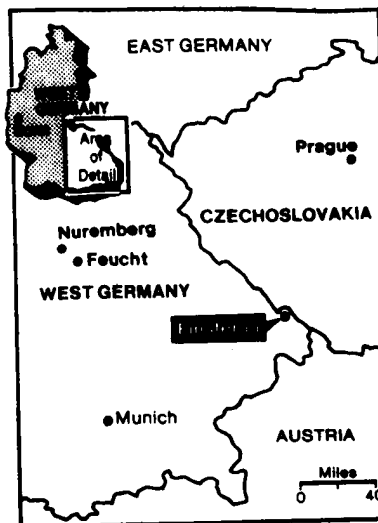 EAST GERMANY
GERMANY
Area
of
Detail
Prague
CZECHOSLOVAKIA
Nuremberg
Feucht
WEST GERMANY
Munich
AUSTRIA
Miles
0 40